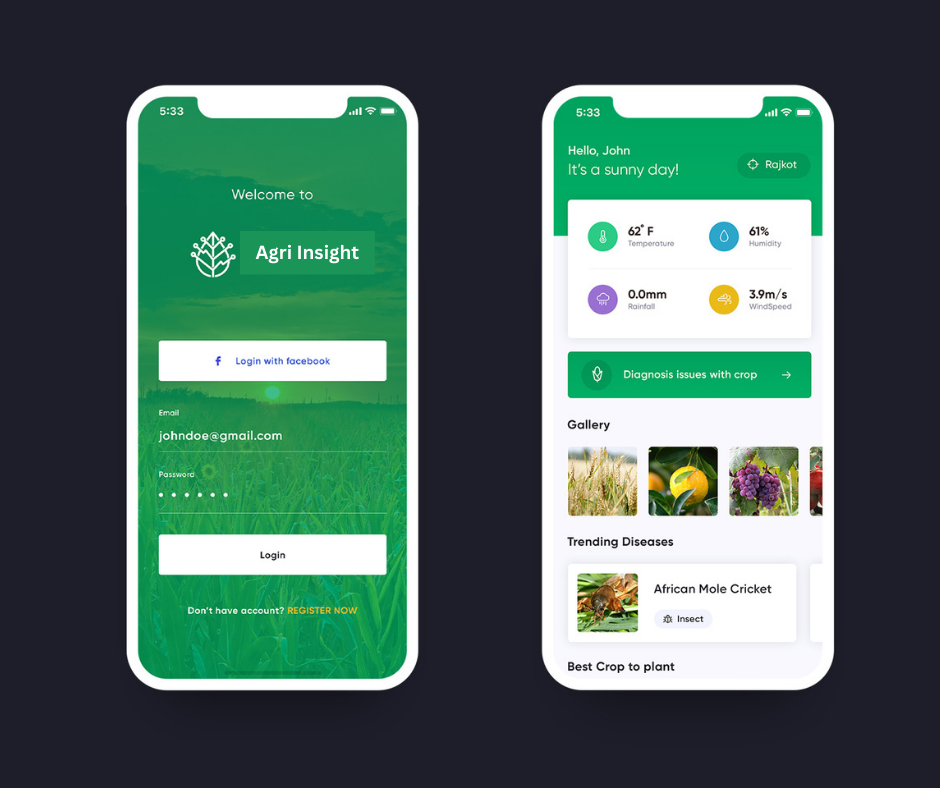 5:33
Welcome to
Agri Insight
Login with facebook
Email
johndoe@gmail.com
Password
Login
Don't have account? REGISTER NOW
5:33
Hello, John
It's a sunny day!
Rajkot
62° F
Temperature
61%
Humidity
0.0mm
Rainfall
3.9m/s
WindSpeed
Diagnosis issues with crop
Gallery
Trending Diseases
African Mole Cricket
Insect
Best Crop to plant